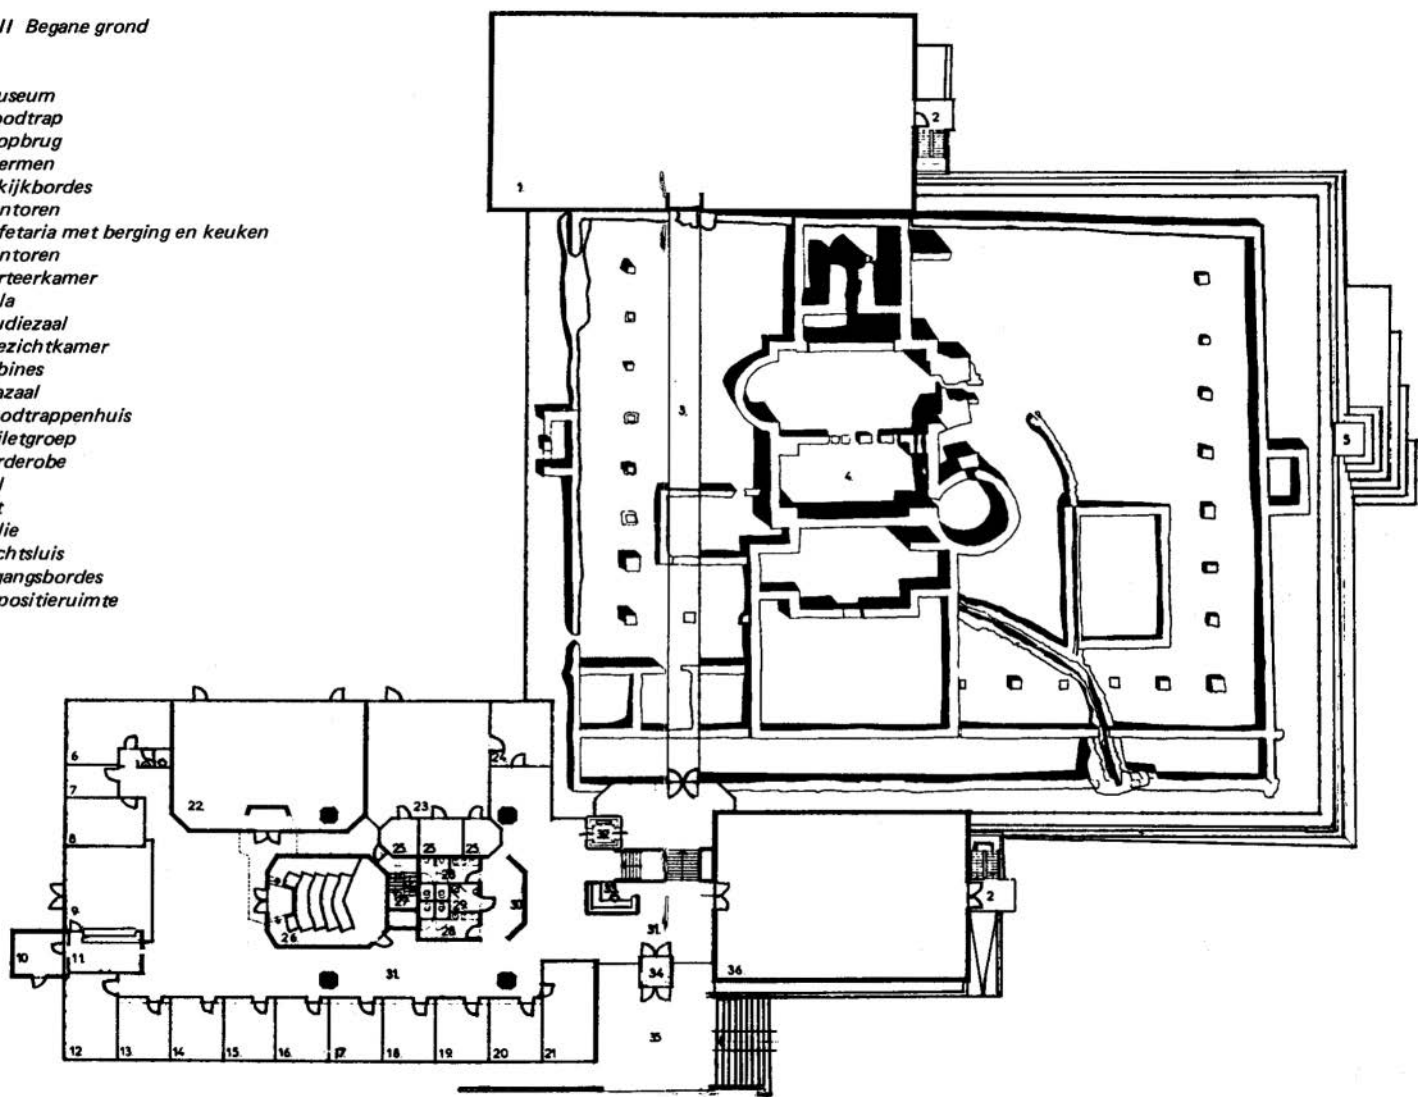 II Begane grond
useum
oodtrap
opbrug
ermen
kijkbordes
ntoren
fetaria met berging en keuken
ntoren
rteerkamer
la
udiezaal
ezichtkamer
bines
azaal
odtrappenhuis
iletgroep
rderobe
l
t
lie
chtsluis
gangsbordes
positieruimte
1.
2
3.
4.
5
6
7
8
9.
10
11.
12
13.
14.
15.
16.
17.
18.
19.
20
21
22.
23
24
25.
25.
25.
26.
27.
28
28
29
30
31.
31.
32
33
34
35
36.
2